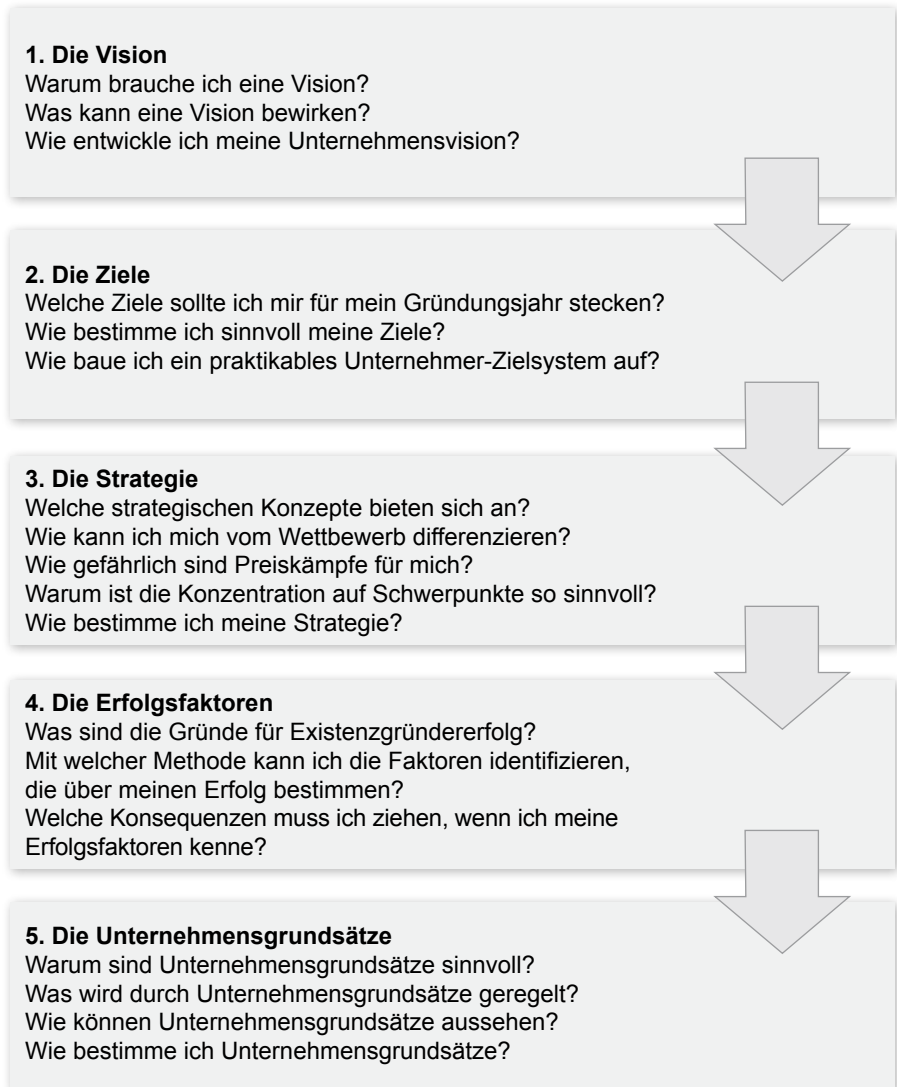 1. Die Vision
Warum brauche ich eine Vision?
Was kann eine Vision bewirken?
Wie entwickle ich meine Unternehmensvision?
2. Die Ziele
Welche Ziele sollte ich mir für mein Gründungsjahr stecken?
Wie bestimme ich sinnvoll meine Ziele?
Wie baue ich ein praktikables Unternehmer-Zielsystem auf?
3. Die Strategie
Welche strategischen Konzepte bieten sich an?
Wie kann ich mich vom Wettbewerb differenzieren?
Wie gefährlich sind Preiskämpfe für mich?
Warum ist die Konzentration auf Schwerpunkte so sinnvoll?
Wie bestimme ich meine Strategie?
4. Die Erfolgsfaktoren
Was sind die Gründe für Existenzgründererfolg?
Mit welcher Methode kann ich die Faktoren identifizieren,
die über meinen Erfolg bestimmen?
Welche Konsequenzen muss ich ziehen, wenn ich meine
Erfolgsfaktoren kenne?
5. Die Unternehmensgrundsätze
Warum sind Unternehmensgrundsätze sinnvoll?
Was wird durch Unternehmensgrundsätze geregelt?
Wie können Unternehmensgrundsätze aussehen?
Wie bestimme ich Unternehmensgrundsätze?